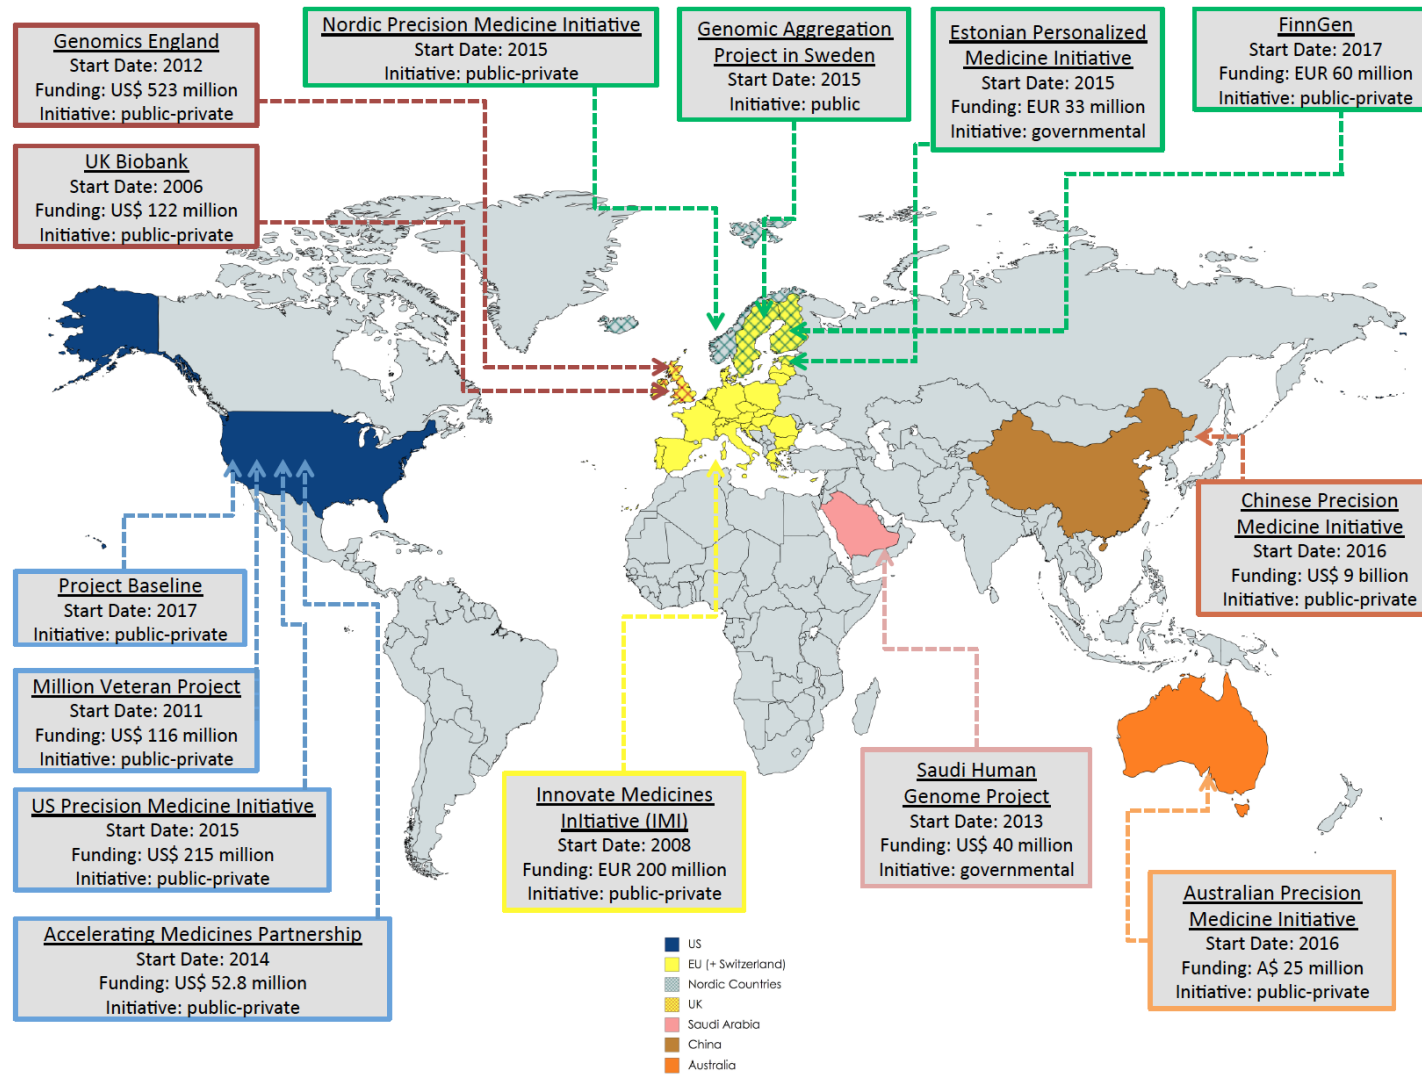 Genomics England
Start Date: 2012
Funding: US$ 523 million
Initiative: public-private
Nordic Precision Medicine Initiative
Start Date: 2015
Initiative: public-private
Genomic Aggregation
Project in Sweden
Start Date: 2015
Initiative: public
Estonian Personalized
Medicine Initiative
Start Date: 2015
Funding: EUR 33 million
Initiative: governmental
FinnGen
Start Date: 2017
Funding: EUR 60 million
Initiative: public-private
UK Biobank
Start Date: 2006
Funding: US$ 122 million
Initiative: public-private
Chinese Precision
Medicine Initiative
Start Date: 2016
Funding: US$ 9 billion
Initiative: public-private
Project Baseline
Start Date: 2017
Initiative: public-private
Million Veteran Project
Start Date: 2011
Funding: US$ 116 million
Initiative: public-private
US Precision Medicine Initiative
Start Date: 2015
Funding: US$ 215 million
Initiative: public-private
Accelerating Medicines Partnership
Start Date: 2014
Funding: US$ 52.8 million
Initiative: public-private
Innovate Medicines
InItiative (IMI)
Start Date: 2008
Funding: EUR 200 million
Initiative: public-private
Saudi Human
Genome Project
Start Date: 2013
Funding: US$ 40 million
Initiative: governmental
Australian Precision
Medicine Initiative
Start Date: 2016
Funding: A$ 25 million
Initiative: public-private
US
EU (+ Switzerland)
Nordic Countries
UK
Saudi Arabia
China
Australia